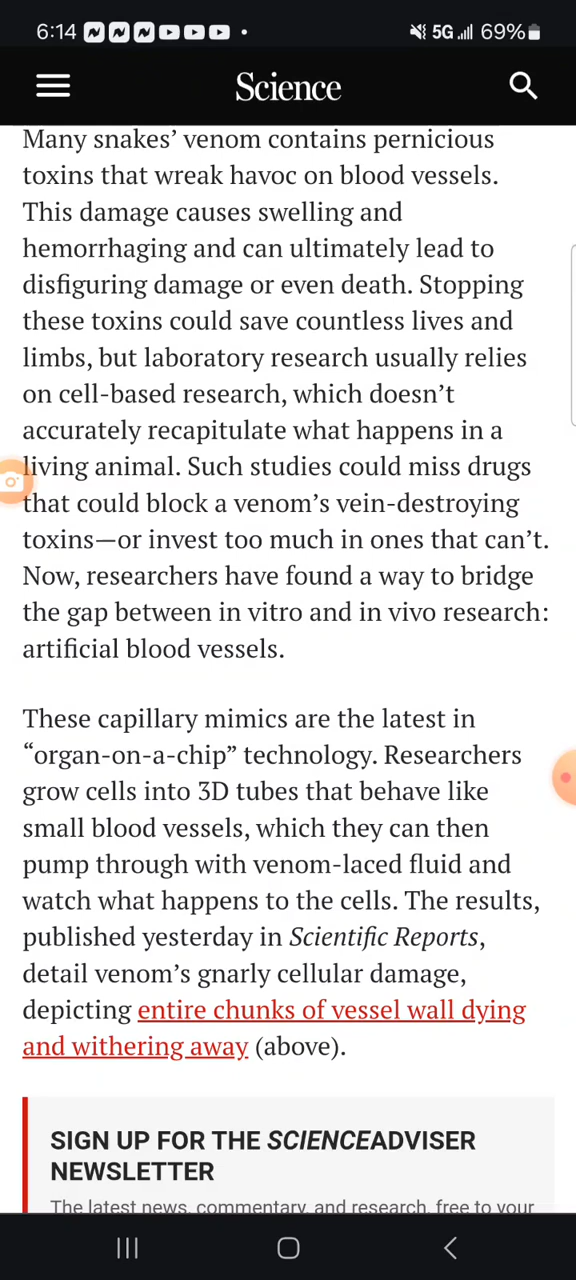 6:14 • 5G 69%
Science
Many snakes’ venom contains pernicious
toxins that wreak havoc on blood vessels.
This damage causes swelling and
hemorrhaging and can ultimately lead to
disfiguring damage or even death. Stopping
these toxins could save countless lives and
limbs, but laboratory research usually relies
on cell-based research, which doesn’t
accurately recapitulate what happens in a
living animal. Such studies could miss drugs
that could block a venom’s vein-destroying
toxins—or invest too much in ones that can’t.
Now, researchers have found a way to bridge
the gap between in vitro and in vivo research:
artificial blood vessels.
These capillary mimics are the latest in
“organ-on-a-chip” technology. Researchers
grow cells into 3D tubes that behave like
small blood vessels, which they can then
pump through with venom-laced fluid and
watch what happens to the cells. The results,
published yesterday in Scientific Reports,
detail venom’s gnarly cellular damage,
depicting entire chunks of vessel wall dying
and withering away (above).
SIGN UP FOR THE SCIENCEADVISER
NEWSLETTER
The latest news, commentary, and research, free to your